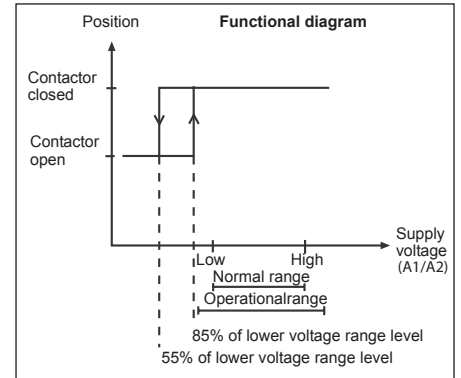 Position
Functional diagram
Contactor
closed
Contactor
open
Supply
voltage
(A1/A2)
Low
High
Normal range
Operationalrange
85% of lower voltage range level
55% of lower voltage range level